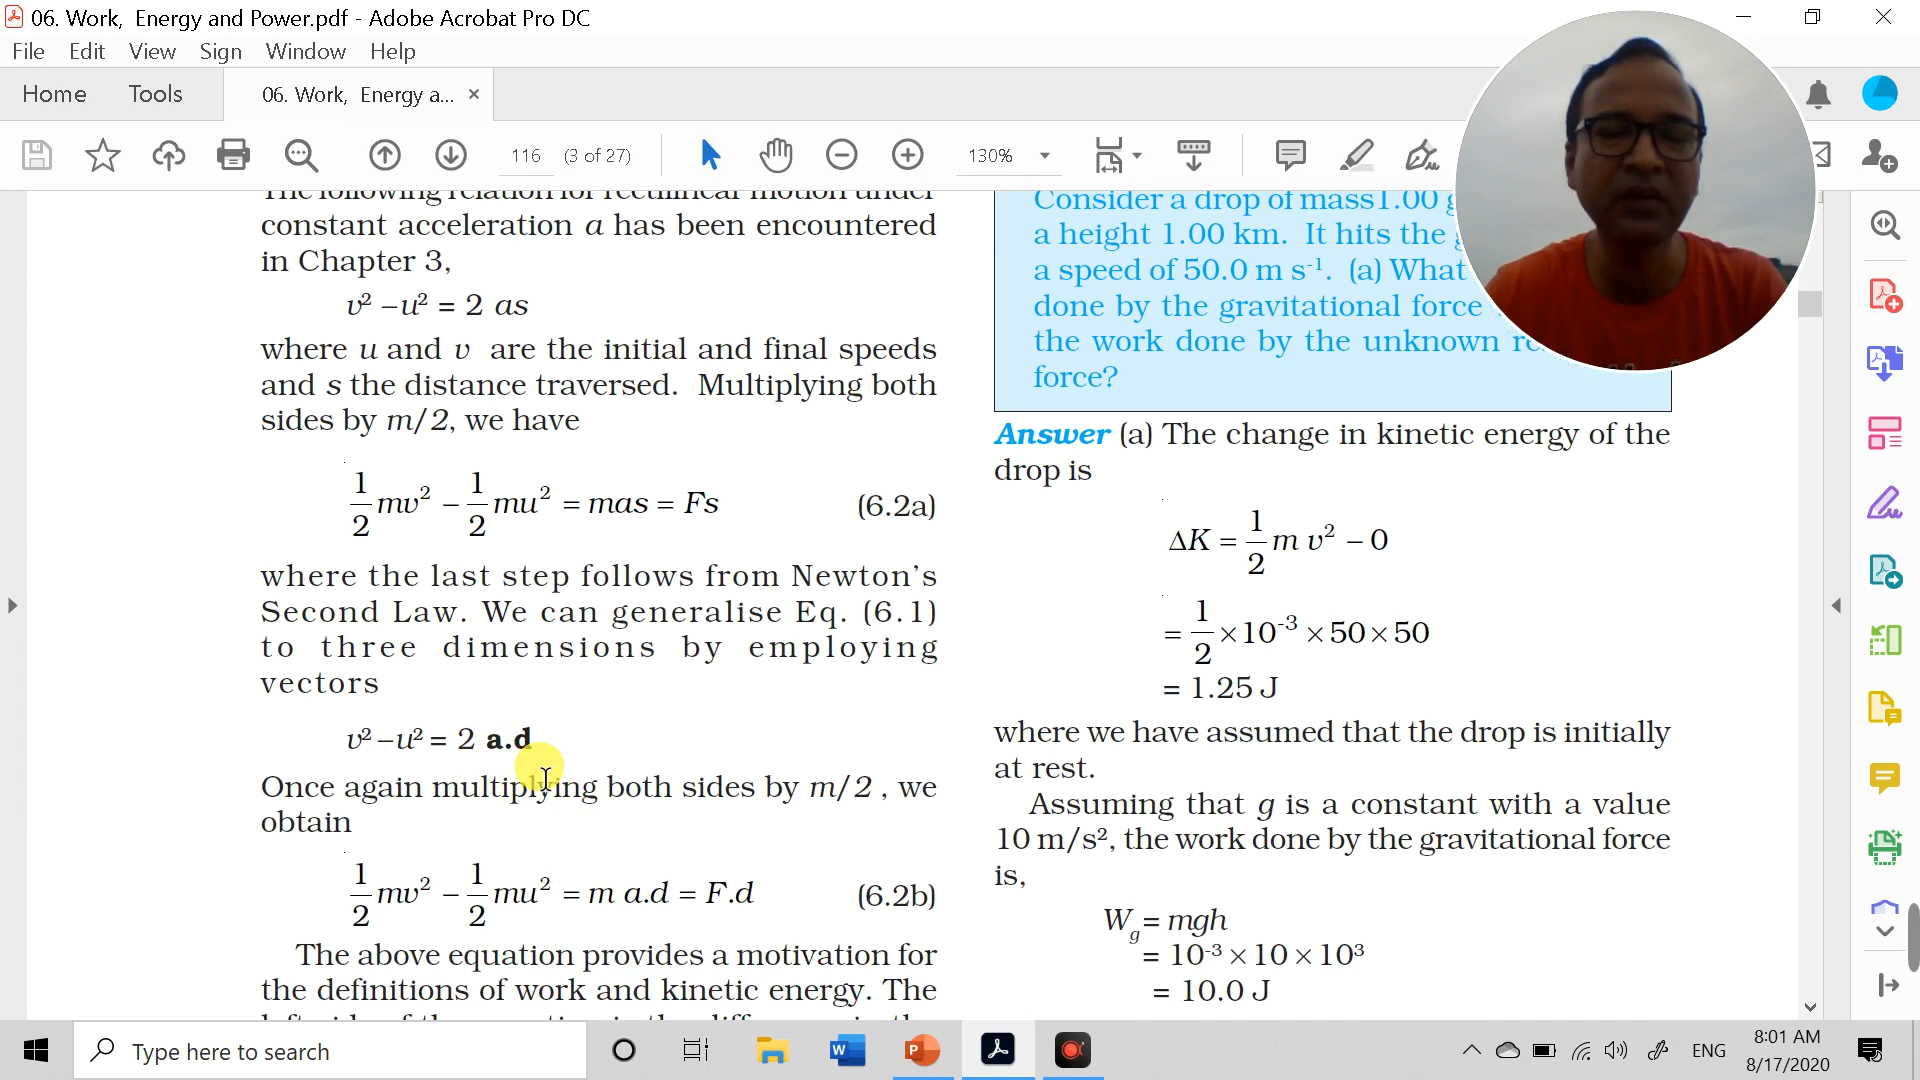 06. Work, Energy and Power.pdf - Adobe Acrobat Pro DC
File Edit View Sign Window Help
Home Tools 06. Work, Energy a... ×
116 (3 of 27) 130%
The following relation for rectilinear motion under
constant acceleration a has been encountered
in Chapter 3,
v² − u² = 2 as
where u and v are the initial and final speeds
and s the distance traversed. Multiplying both
sides by m/2, we have
1/2 mv² − 1/2 mu² = mas = Fs (6.2a)
where the last step follows from Newton's
Second Law. We can generalise Eq. (6.1)
to three dimensions by employing
vectors
v² − u² = 2 a.d
Once again multiplying both sides by m/2 , we
obtain
1/2 mv² − 1/2 mu² = m a.d = F.d (6.2b)
The above equation provides a motivation for
the definitions of work and kinetic energy. The
Consider a drop of mass1.00
a height 1.00 km. It hits the
a speed of 50.0 m s⁻¹. (a) What
done by the gravitational force
the work done by the unknown
force?
Answer (a) The change in kinetic energy of the
drop is
ΔK = 1/2 m v² − 0
= 1/2 ×10⁻³ ×50×50
= 1.25 J
where we have assumed that the drop is initially
at rest.
Assuming that g is a constant with a value
10 m/s², the work done by the gravitational force
is,
Wg = mgh
= 10⁻³ ×10 ×10³
= 10.0 J
Type here to search
ENG
8:01 AM
8/17/2020